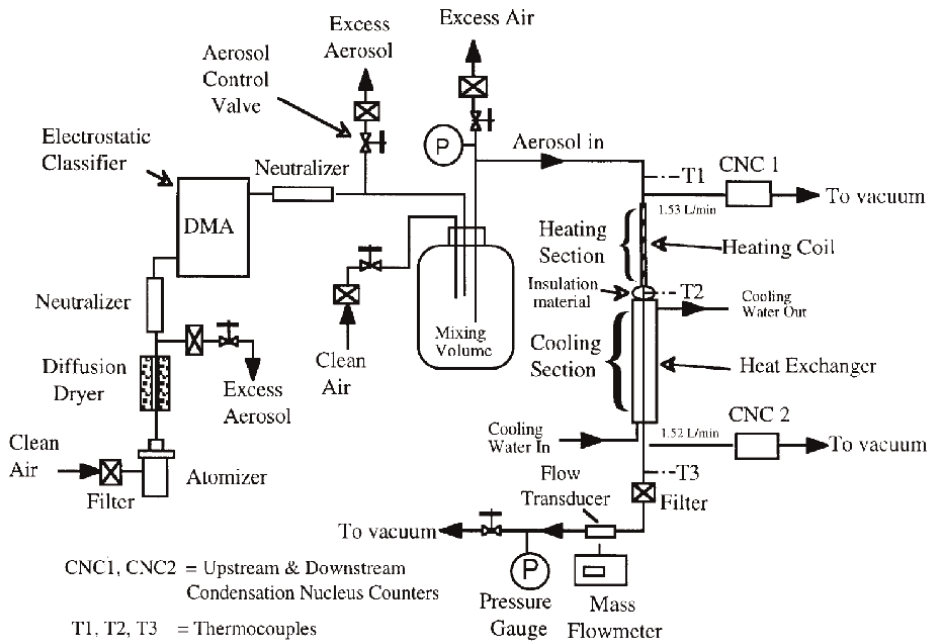 Excess
Aerosol
Excess Air
Aerosol
Control
Valve
Electrostatic
Classifier
Neutralizer
P
Aerosol in
T1
CNC 1
To vacuum
1.53 L/min
DMA
Heating
Section
Heating Coil
Neutralizer
Insulation
material
T2
Cooling
Water Out
Mixing
Volume
Clean
Air
Cooling
Section
Heat Exchanger
Diffusion
Dryer
Excess
Aerosol
CNC 2
Cooling
Water In
1.52 L/min
To vacuum
Clean
Air
Filter
Atomizer
Flow
Transducer
T3
Filter
To vacuum
P
Pressure
Gauge
Mass
Flowmeter
CNC1, CNC2 = Upstream & Downstream
Condensation Nucleus Counters
T1, T2, T3 = Thermocouples